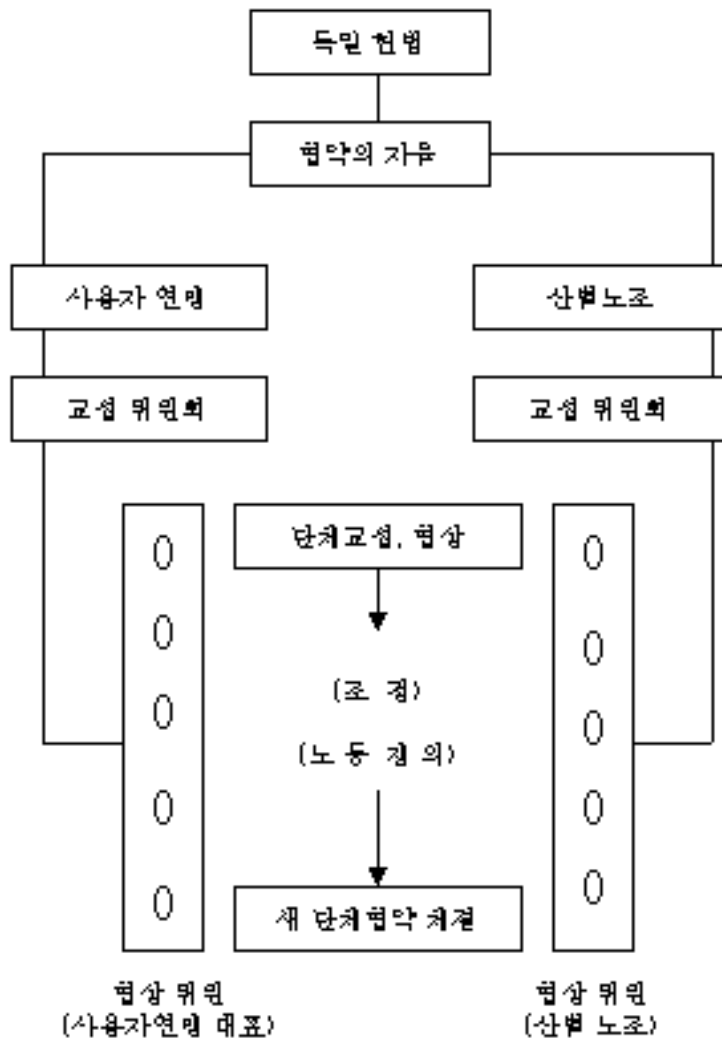 독일 헌법
협약의 자율
사용자 연맹
산별노조
교섭 위원회
교섭 위원회
단체교섭, 협상
(조 정)
(노 동 쟁 의)
새 단체협약 체결
협상 위원
(사용자연맹 대표)
협상 위원
(산별 노조)